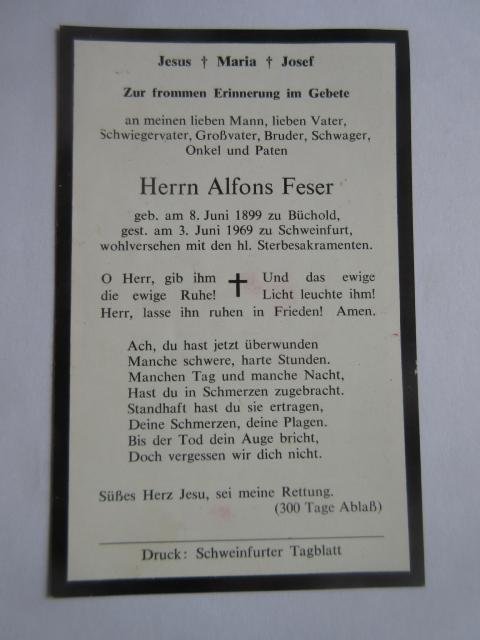 Jesus † Maria † Josef
Zur frommen Erinnerung im Gebete
an meinen lieben Mann, lieben Vater,
Schwiegervater, Großvater, Bruder, Schwager,
Onkel und Paten
Herrn Alfons Feser
geb. am 8. Juni 1899 zu Büchold,
gest. am 3. Juni 1969 zu Schweinfurt,
wohlversehen mit den hl. Sterbesakramenten.
O Herr, gib ihm † Und das ewige
die ewige Ruhe! Licht leuchte ihm!
Herr, lasse ihn ruhen in Frieden! Amen.
Ach, du hast jetzt überwunden
Manche schwere, harte Stunden.
Manchen Tag und manche Nacht,
Hast du in Schmerzen zugebracht.
Standhaft hast du sie ertragen,
Deine Schmerzen, deine Plagen.
Bis der Tod dein Auge bricht,
Doch vergessen wir dich nicht.
Süßes Herz Jesu, sei meine Rettung.
(300 Tage Ablaß)
Druck: Schweinfurter Tagblatt